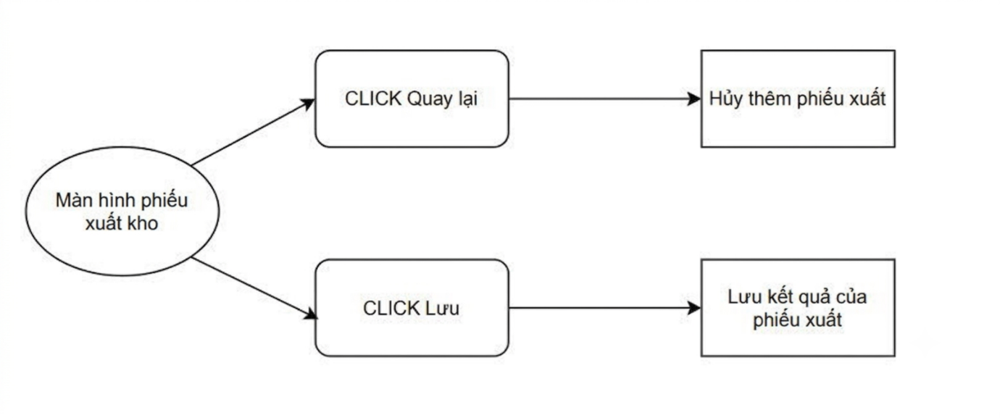 CLICK Quay lại
Hủy thêm phiếu xuất
Màn hình phiếu
xuất kho
CLICK Lưu
Lưu kết quả của
phiếu xuất